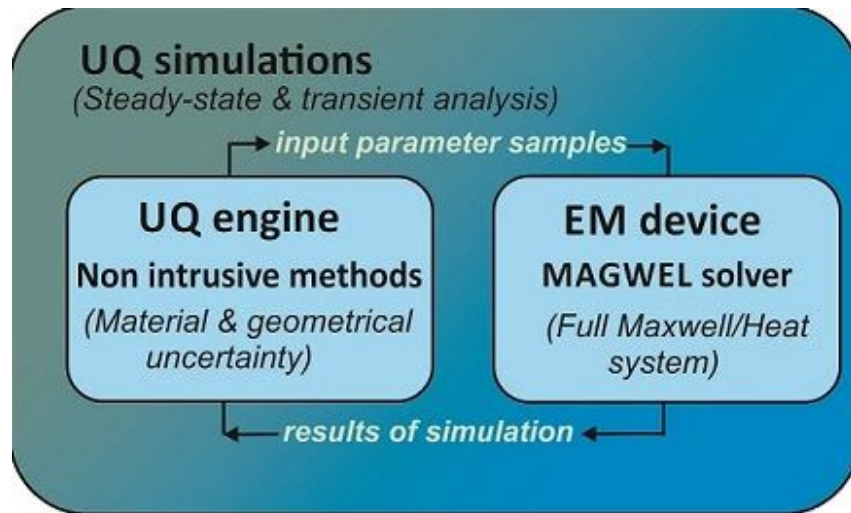 UQ simulations
(Steady-state & transient analysis)
input parameter samples
UQ engine
Non intrusive methods
(Material & geometrical
uncertainty)
EM device
MAGWEL solver
(Full Maxwell/Heat
system)
results of simulation